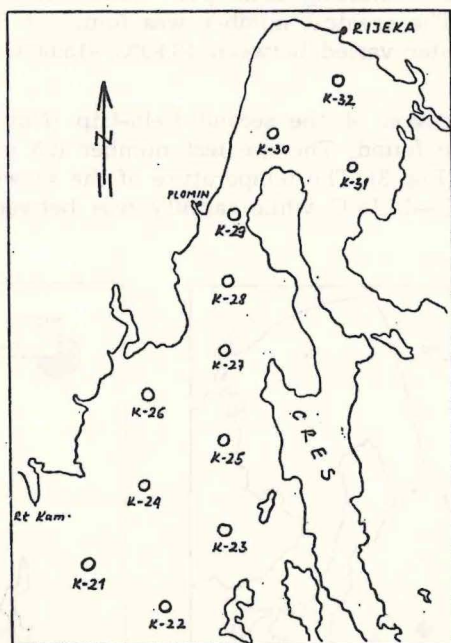 RIJEKA
K-32
K-30
K-31
N
PLOMIN
K-29
K-28
K-27
K-26
CRES
K-25
K-24
Rt Kam.
K-23
K-21
K-22